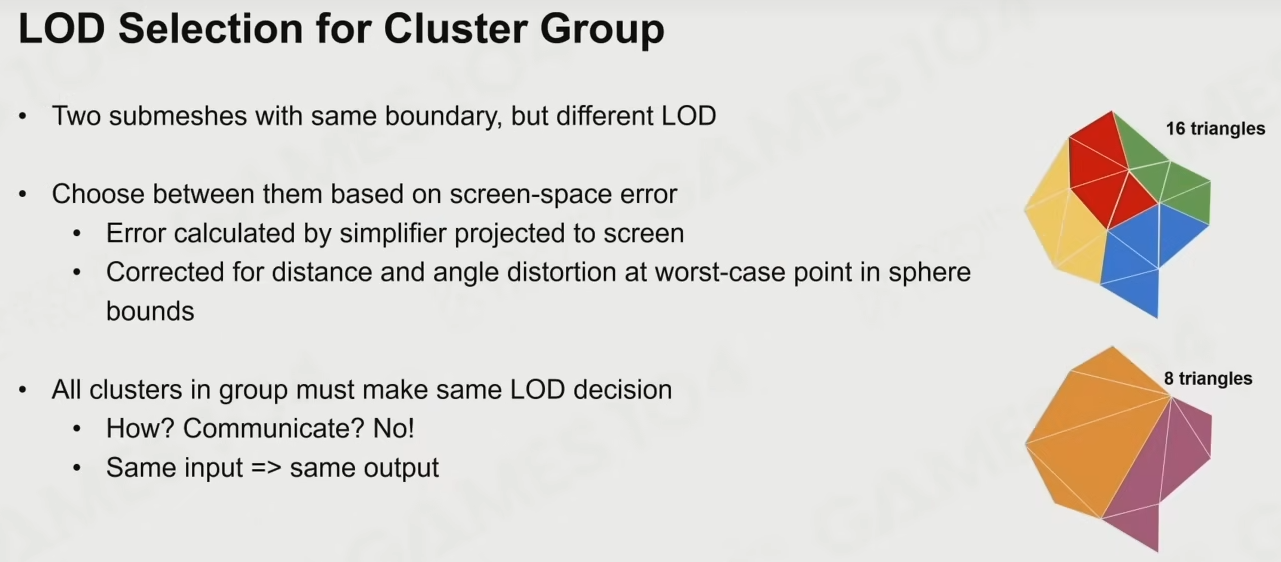 LOD Selection for Cluster Group
• Two submeshes with same boundary, but different LOD
• Choose between them based on screen-space error
• Error calculated by simplifier projected to screen
• Corrected for distance and angle distortion at worst-case point in sphere
bounds
• All clusters in group must make same LOD decision
• How? Communicate? No!
• Same input => same output
16 triangles
8 triangles
GAMES 104